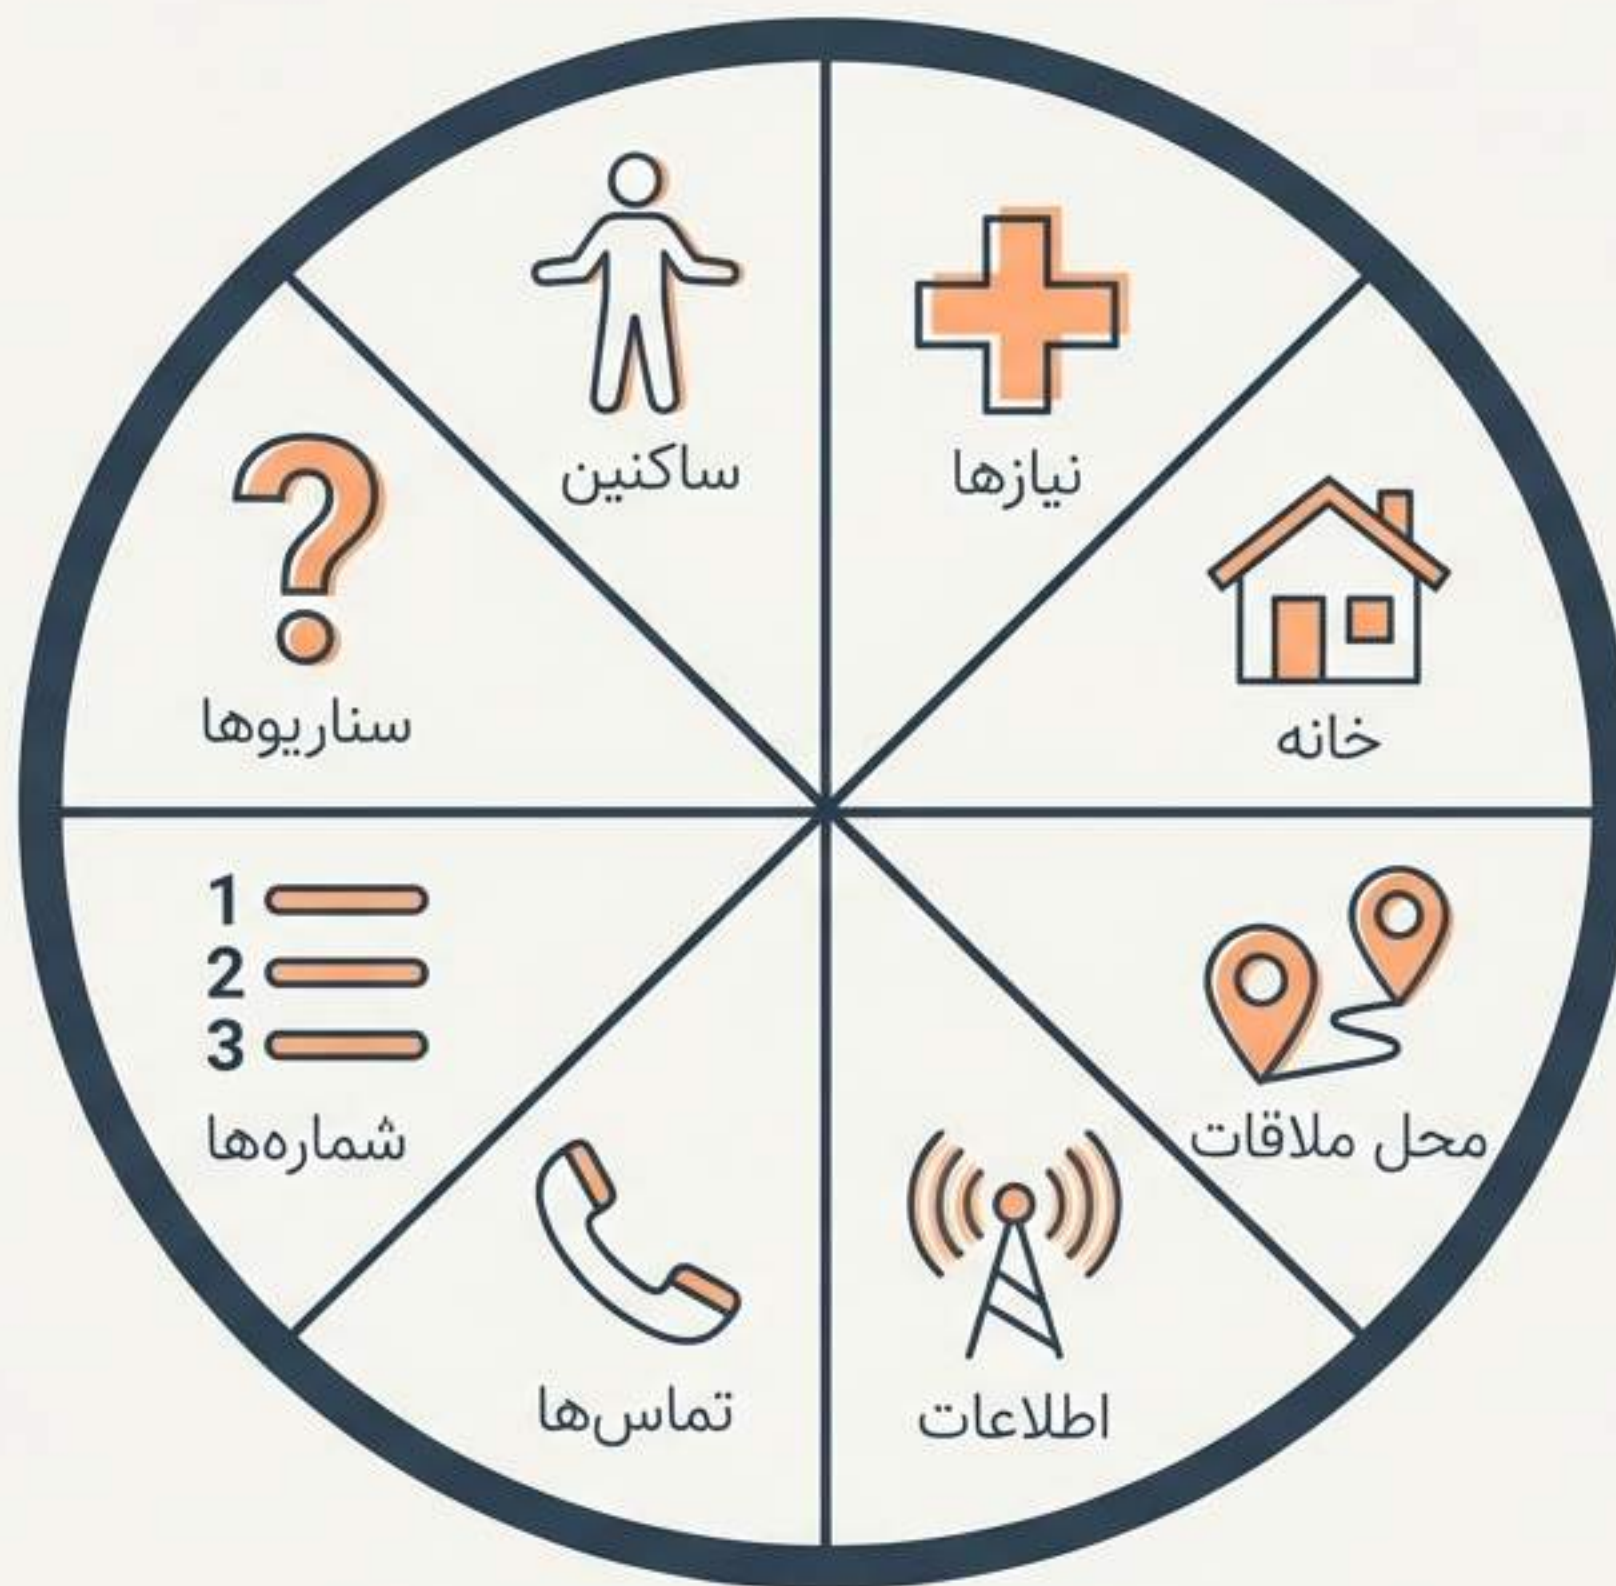 ساکنین
نیازها
سناریوها
خانه
1
2
3
شماره‌ها
محل ملاقات
تماس‌ها
اطلاعات